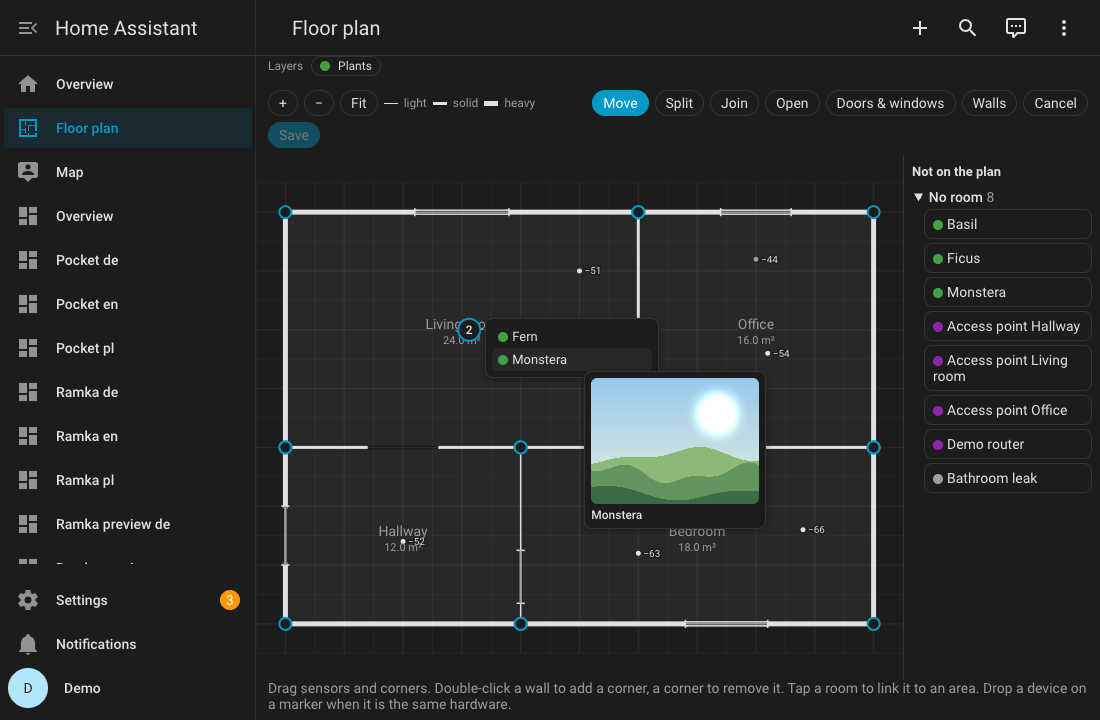 Home Assistant
Floor plan
Overview
Floor plan
Map
Overview
Pocket de
Pocket en
Pocket pl
Ramka de
Ramka en
Ramka pl
Ramka preview de
Settings
3
Notifications
D
Demo
Layers
Plants
+ − Fit light solid heavy
Move Split Join Open Doors & windows Walls Cancel
Save
−51
−44
2
Office
24.0 m²
16.0 m²
−54
Fern
Monstera
Monstera
Hallway
12.0 m²
−52
Bedroom
18.0 m²
−63
−66
Not on the plan
No room 8
Basil
Ficus
Monstera
Access point Hallway
Access point Living
room
Access point Office
Demo router
Bathroom leak
Drag sensors and corners. Double-click a wall to add a corner, a corner to remove it. Tap a room to link it to an area. Drop a device on
a marker when it is the same hardware.